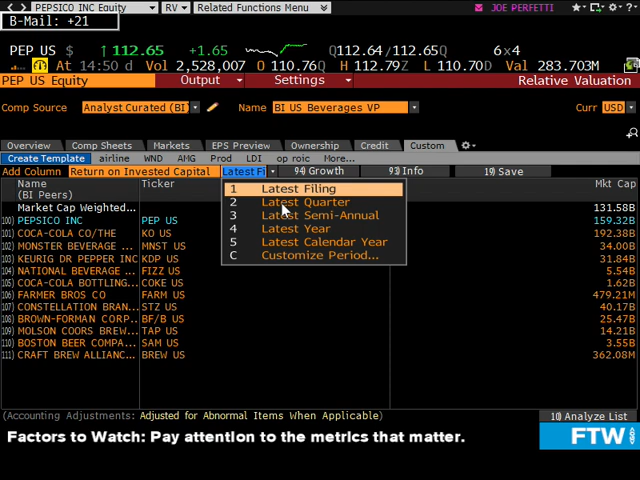 PEPSICO INC Equity RV Related Functions Menu JOE PERFETTI
B-Mail: +21
PEP US 112.65 +1.65 Q112.64/112.65Q 6x4
At 14:50 d Vol 2,528,007 O 110.76Q H 112.79Z L 110.70D Val 283.703M
PEP US Equity Output Settings Relative Valuation
Comp Source Analyst Curated (BI) Name BI US Beverages VP Curr USD
Overview Comp Sheets Markets EPS Preview Ownership Credit Custom
Create Template airline WND AMG Prod LDI op roic More...
Add Column Return on Invested Capital Latest Fi 94) Growth 93) Info 19) Save
Name Ticker Mkt Cap
(BI Peers)
1 Latest Filing
2 Latest Quarter
3 Latest Semi-Annual
4 Latest Year
5 Latest Calendar Year
C Customize Period...
Market Cap Weighted... 131.58B
100) PEPSICO INC PEP US 159.32B
101) COCA-COLA CO/THE KO US 192.38B
102) MONSTER BEVERAGE ... MNST US 30.04B
103) KEURIG DR PEPPER INC KDP US 31.84B
104) NATIONAL BEVERAGE ... FIZZ US 5.54B
105) COCA-COLA BOTTLING... COKE US 1.62B
106) FARMER BROS CO FARM US 479.21M
107) CONSTELLATION BRAN... STZ US 40.17B
108) BROWN-FORMAN CORP... BF/B US 25.47B
109) MOLSON COORS BREW... TAP US 14.21B
110) BOSTON BEER COMPA... SAM US 3.55B
111) CRAFT BREW ALLIANC... BREW US 362.08M
(Accounting Adjustments: Adjusted for Abnormal Items When Applicable) 10) Analyze List
Factors to Watch: Pay attention to the metrics that matter. FTW